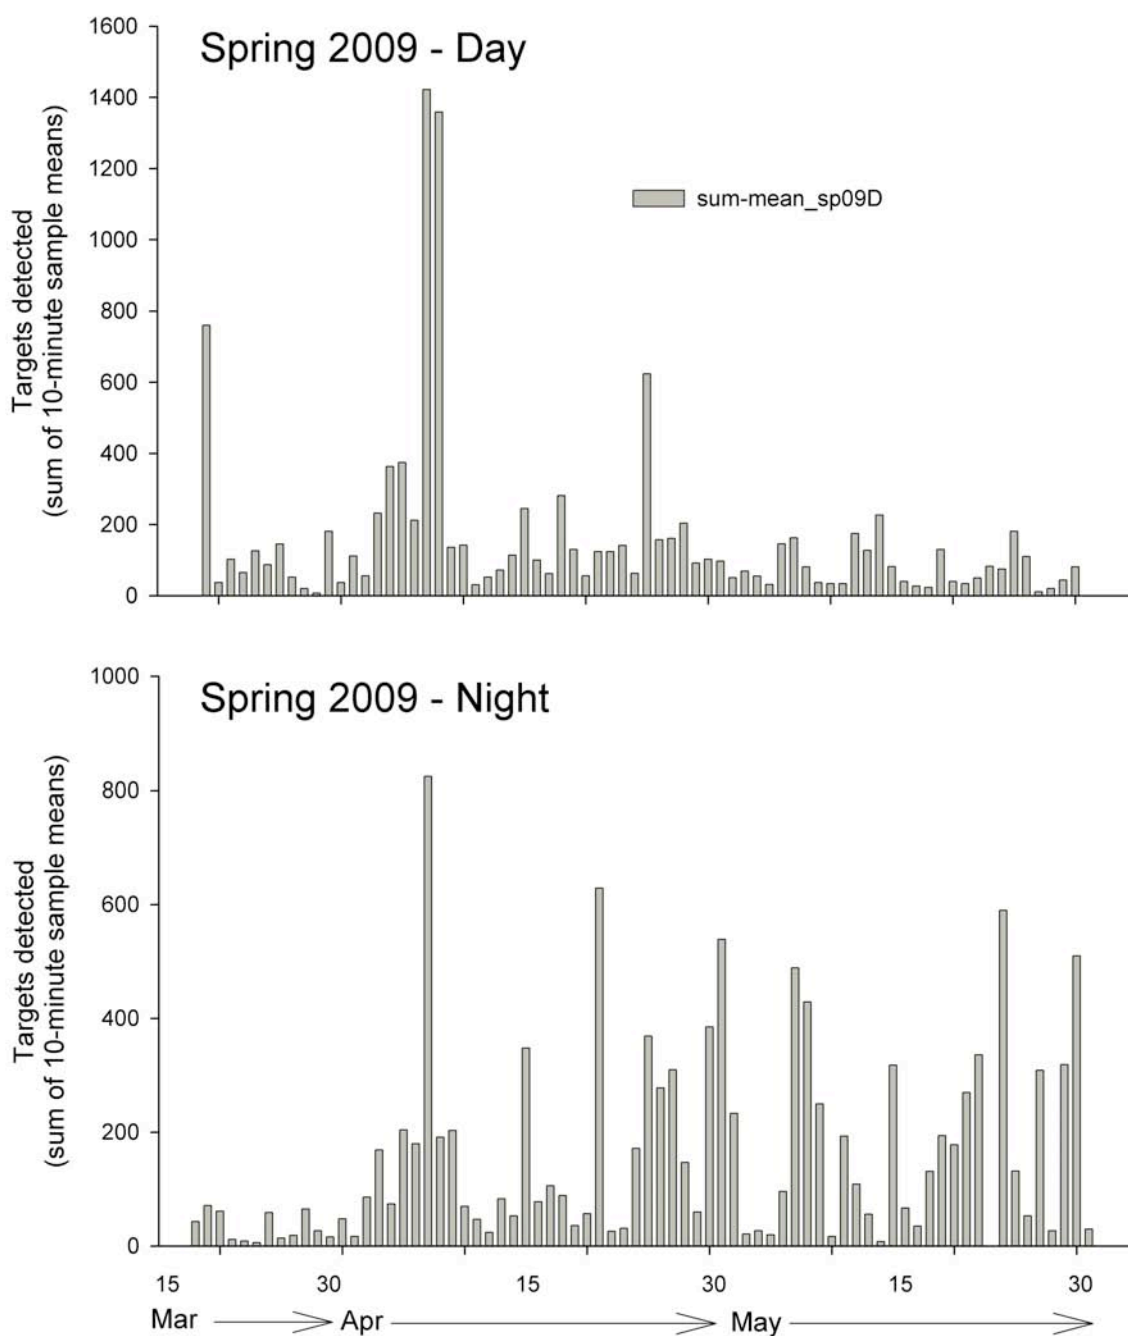 Spring 2009 - Day
Targets detected
(sum of 10-minute sample means)
1600
1400
1200
1000
800
600
400
200
0
sum-mean_sp09D
Spring 2009 - Night
Targets detected
(sum of 10-minute sample means)
1000
800
600
400
200
0
15 30 15 30 15 30
Mar Apr May